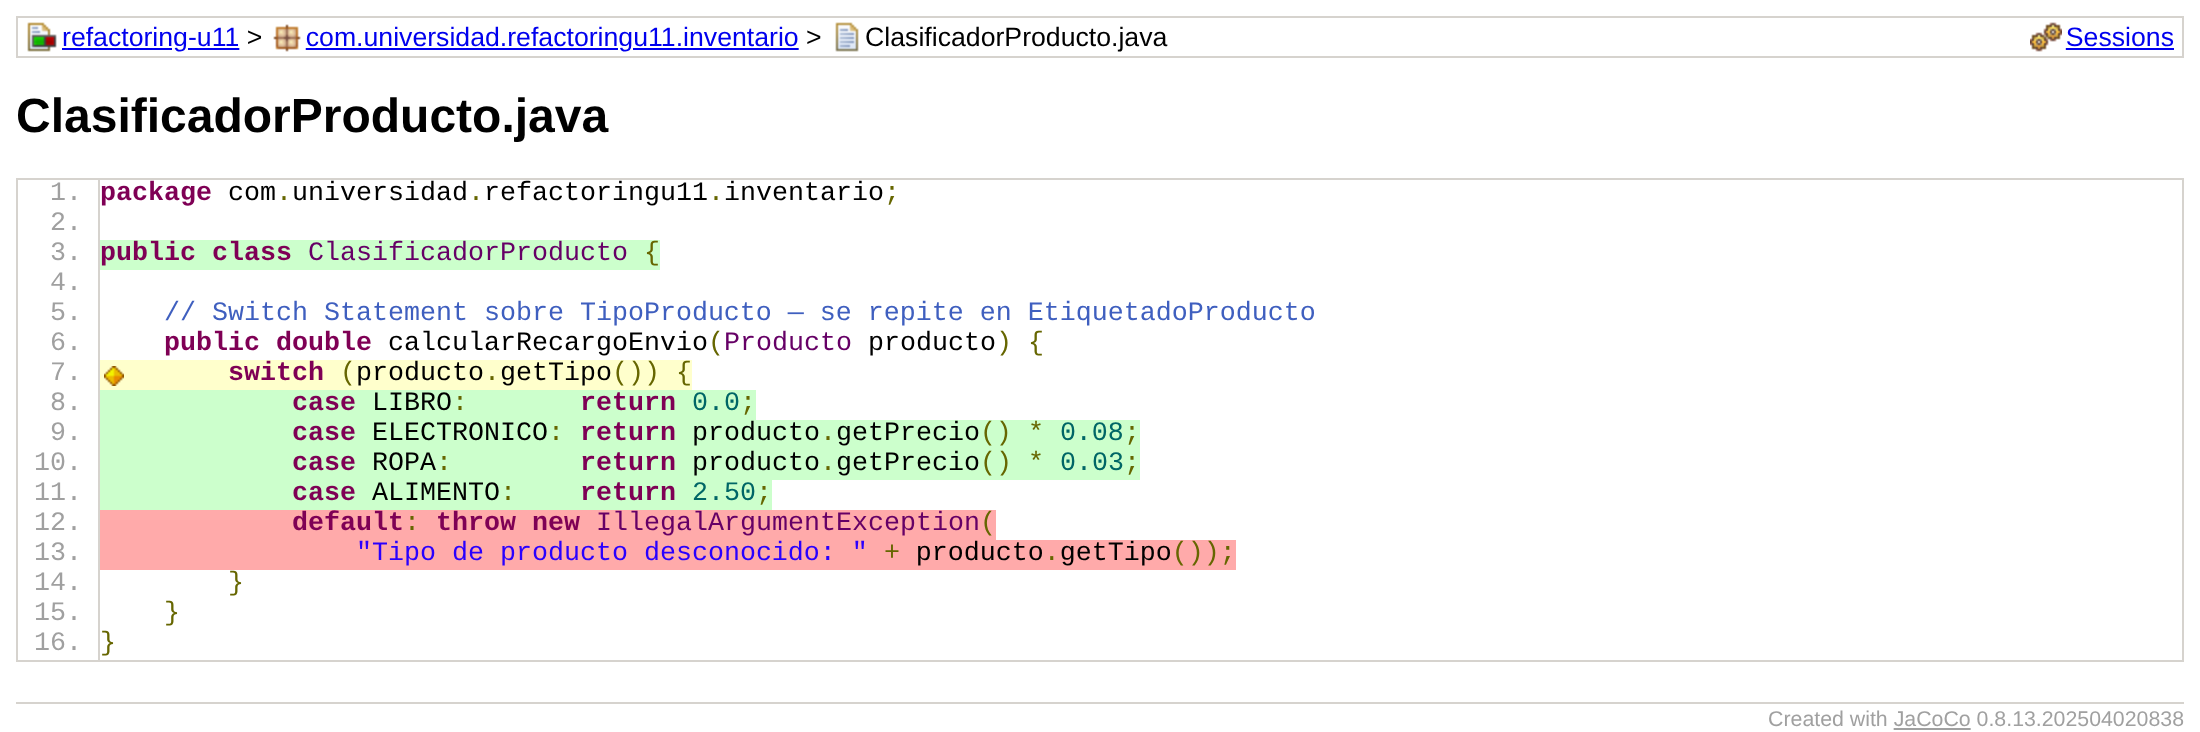 refactoring-u11 > com.universidad.refactoringu11.inventario > ClasificadorProducto.java Sessions
ClasificadorProducto.java
1. package com.universidad.refactoringu11.inventario;
2.
3. public class ClasificadorProducto {
4.
5.     // Switch Statement sobre TipoProducto — se repite en EtiquetadoProducto
6.     public double calcularRecargoEnvio(Producto producto) {
7.         switch (producto.getTipo()) {
8.             case LIBRO:       return 0.0;
9.             case ELECTRONICO: return producto.getPrecio() * 0.08;
10.             case ROPA:        return producto.getPrecio() * 0.03;
11.             case ALIMENTO:    return 2.50;
12.             default: throw new IllegalArgumentException(
13.                 "Tipo de producto desconocido: " + producto.getTipo());
14.         }
15.     }
16. }
Created with JaCoCo 0.8.13.202504020838